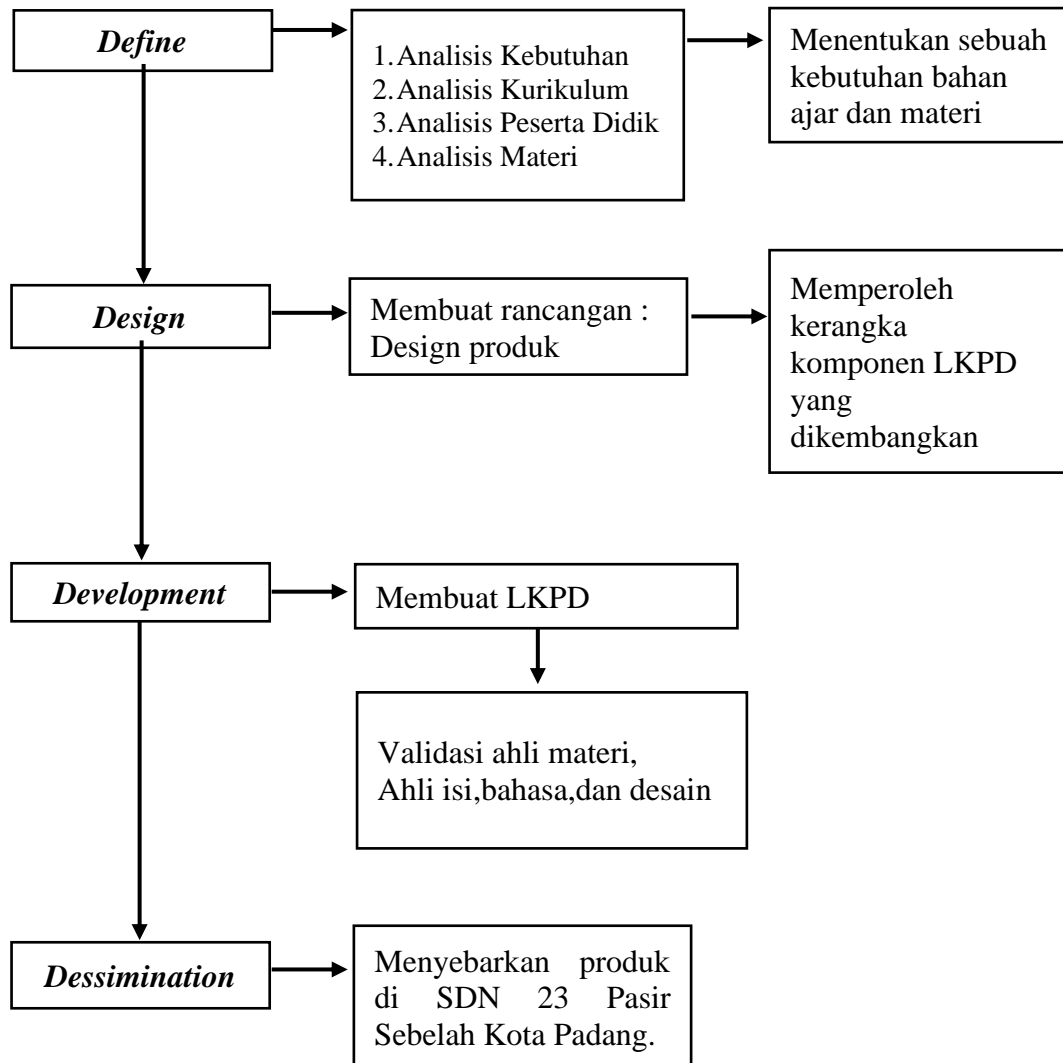 Define
1.Analisis Kebutuhan
2.Analisis Kurikulum
3.Analisis Peserta Didik
4.Analisis Materi
Menentukan sebuah
kebutuhan bahan
ajar dan materi
Design
Membuat rancangan :
Design produk
Memperoleh
kerangka
komponen LKPD
yang
dikembangkan
Development
Membuat LKPD
Validasi ahli materi,
Ahli isi,bahasa,dan desain
Dessimination
Menyebarkan produk
di SDN 23 Pasir
Sebelah Kota Padang.